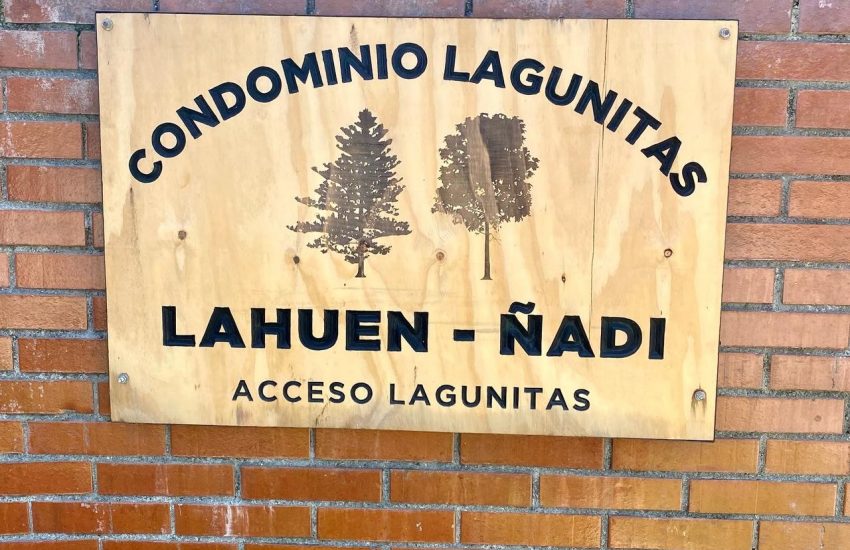 CONDOMINIO LAGUNITAS
LAHUEN - ÑADI
ACCESO LAGUNITAS